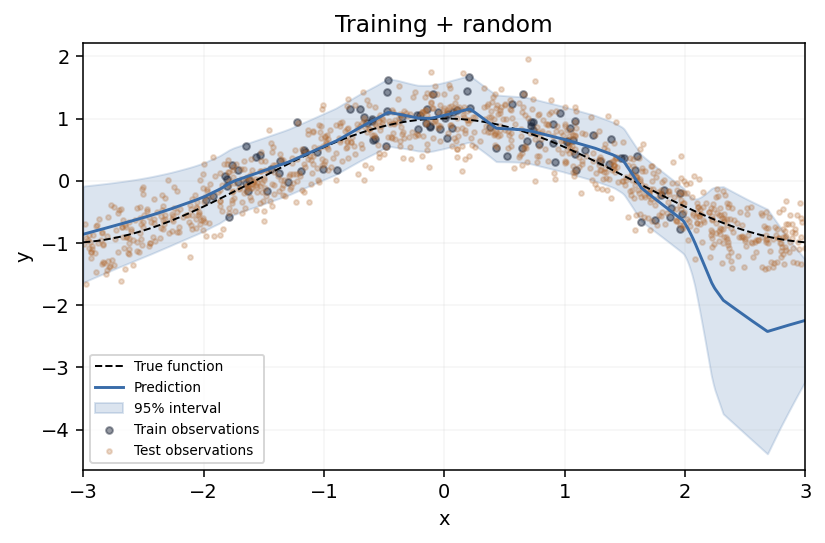 Training + random
2
1
0
−1
−2
−3
−4
y
True function
Prediction
95% interval
Train observations
Test observations
−3 −2 −1 0 1 2 3
x